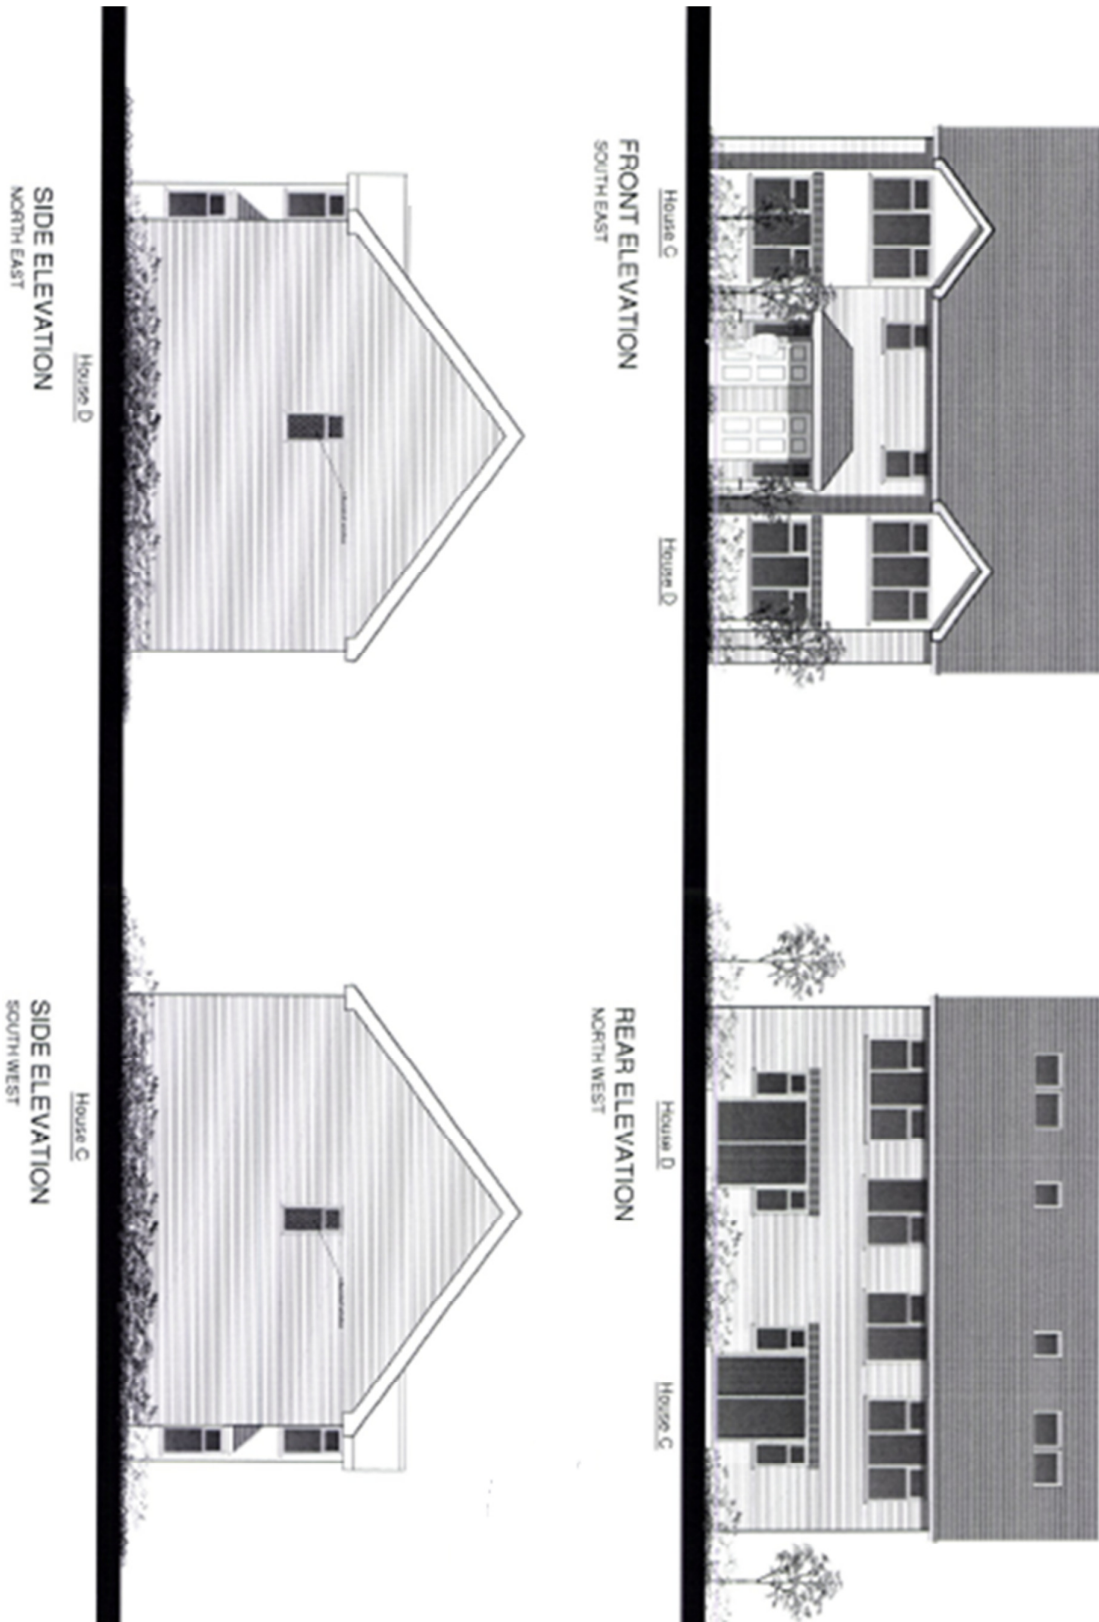 House C
House D
FRONT ELEVATION
SOUTH EAST
House D
House C
REAR ELEVATION
NORTH WEST
House D
SIDE ELEVATION
NORTH EAST
House C
SIDE ELEVATION
SOUTH WEST